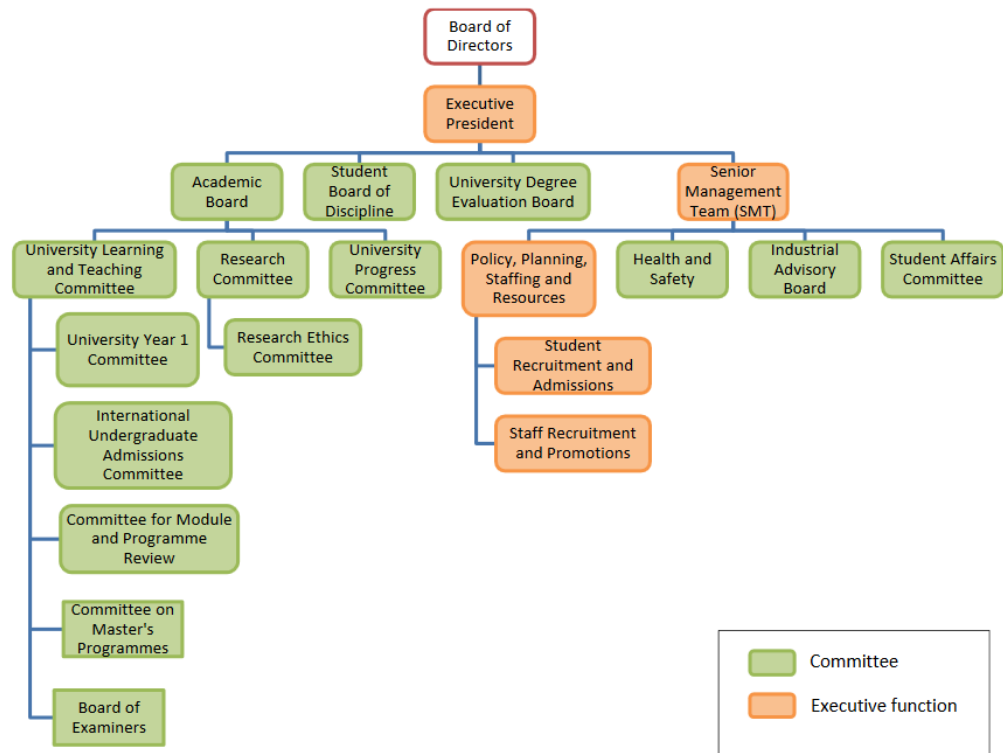 Board of
Directors
Executive
President
Academic
Board
Student
Board of
Discipline
University Degree
Evaluation Board
Senior
Management
Team (SMT)
University Learning
and Teaching
Committee
Research
Committee
University
Progress
Committee
Policy, Planning,
Staffing and
Resources
Health and
Safety
Industrial
Advisory
Board
Student Affairs
Committee
University Year 1
Committee
Research Ethics
Committee
Student
Recruitment and
Admissions
International
Undergraduate
Admissions
Committee
Staff Recruitment
and Promotions
Committee for Module
and Programme
Review
Committee on
Master's
Programmes
Board of
Examiners
Committee
Executive function